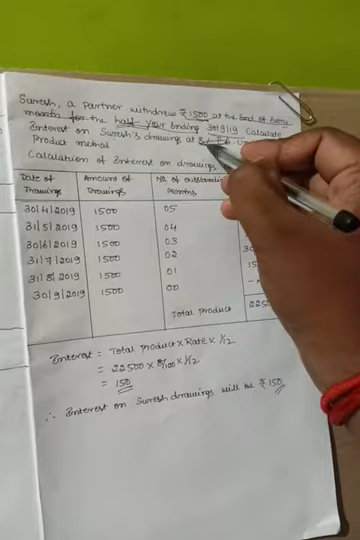 Suresh, a partner withdrew ₹1500 at the End of Every
month for the half year Ending 30/9/19 Calculate
Interest on Suresh's drawing at
Product method
Calculation of Interest on drawings
Date of Drawings Amount of Drawings No. of outstanding Months
30/4/2019 1500 05
31/5/2019 1500 04
30/6/2019 1500 03 30
31/7/2019 1500 02 15
31/8/2019 1500 01
30/9/2019 1500 00
Total Product 225
Interest = Total Product x Rate x 1/12
= 22500 x 8/100 x 1/12
= 150
∴ Interest on Suresh drawings will be ₹150